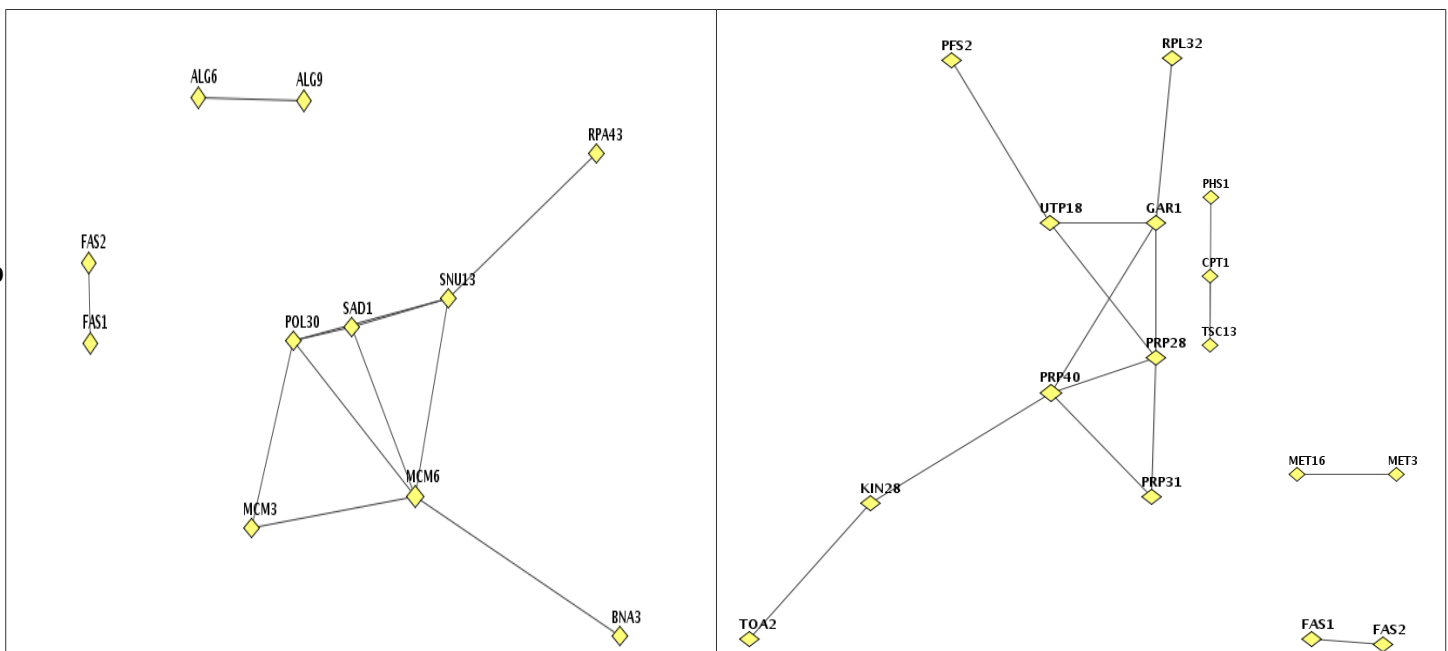 ALG6
ALG9
RPA43
FAS2
SNU13
SAD1
POL30
FAS1
MCM6
MCM3
BNA3
PFS2
RPL32
PHS1
UTP18
GAR1
CPT1
TSC13
PRP28
PRP40
MET16
MET3
PRP31
KIN28
TOA2
FAS1
FAS2